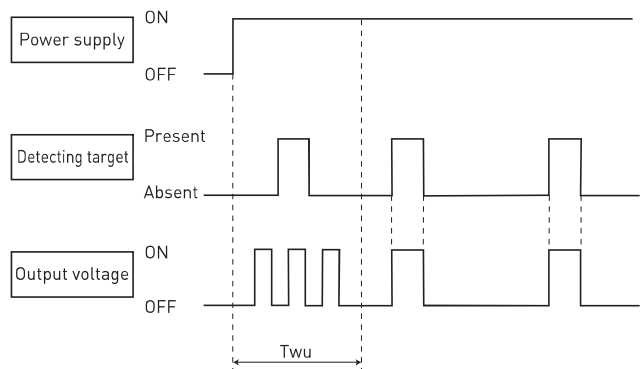 ON
Power supply
OFF
Present
Detecting target
Absent
ON
Output voltage
OFF
Twu